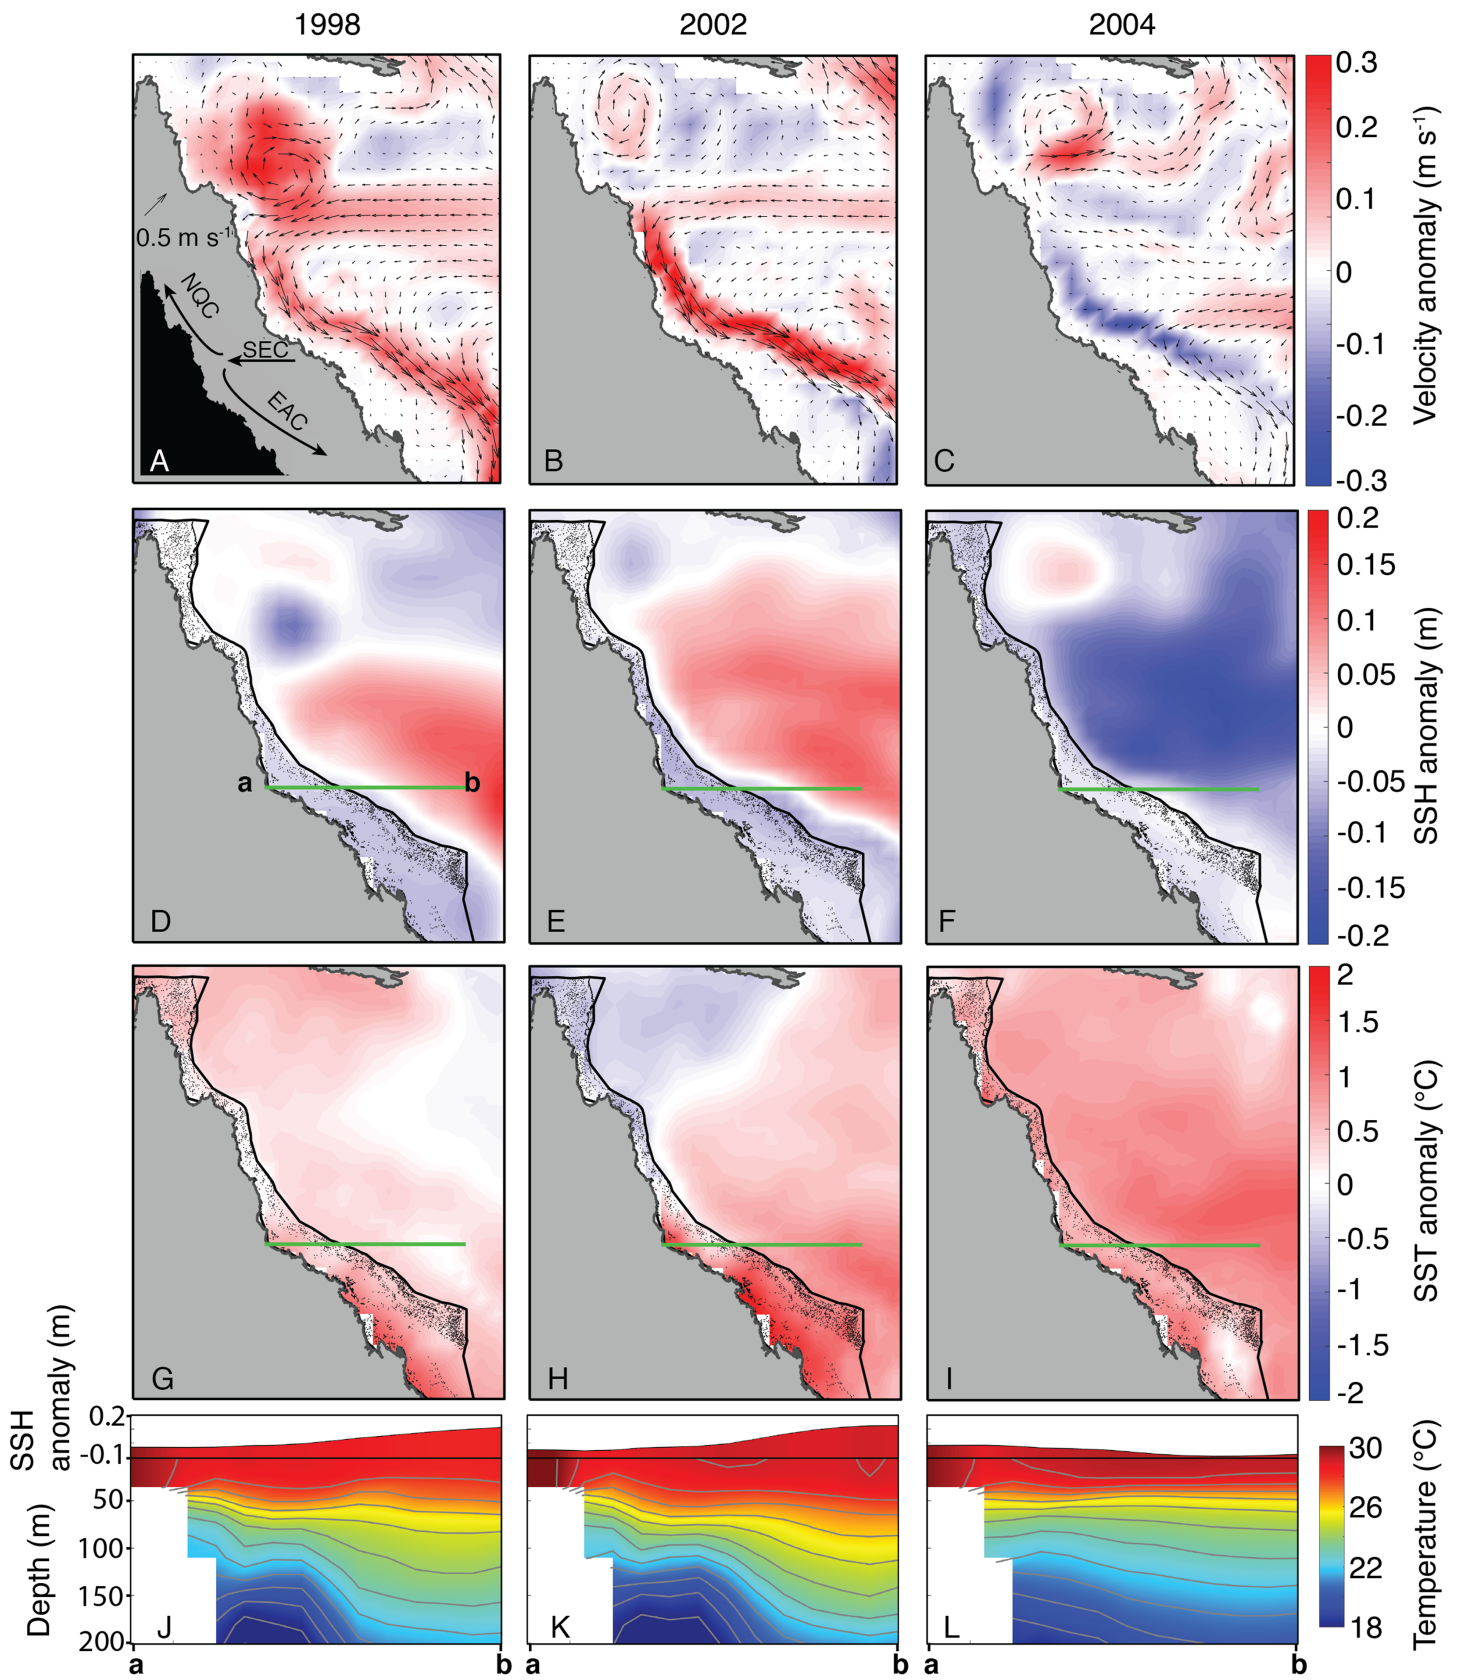 1998 2002 2004
0.3
0.2
0.1
0
-0.1
-0.2
-0.3
Velocity anomaly (m s-1)
0.5 m s-1
NQC
SEC
EAC
A B C
0.2
0.15
0.1
0.05
0
-0.05
-0.1
-0.15
-0.2
SSH anomaly (m)
a b
D E F
2
1.5
1
0.5
0
-0.5
-1
-1.5
-2
SST anomaly (°C)
G H I
SSH
anomaly (m)
0.2
-0.1
Depth (m)
50
100
150
200
J K L
30
26
22
18
Temperature (°C)
a b a b a b